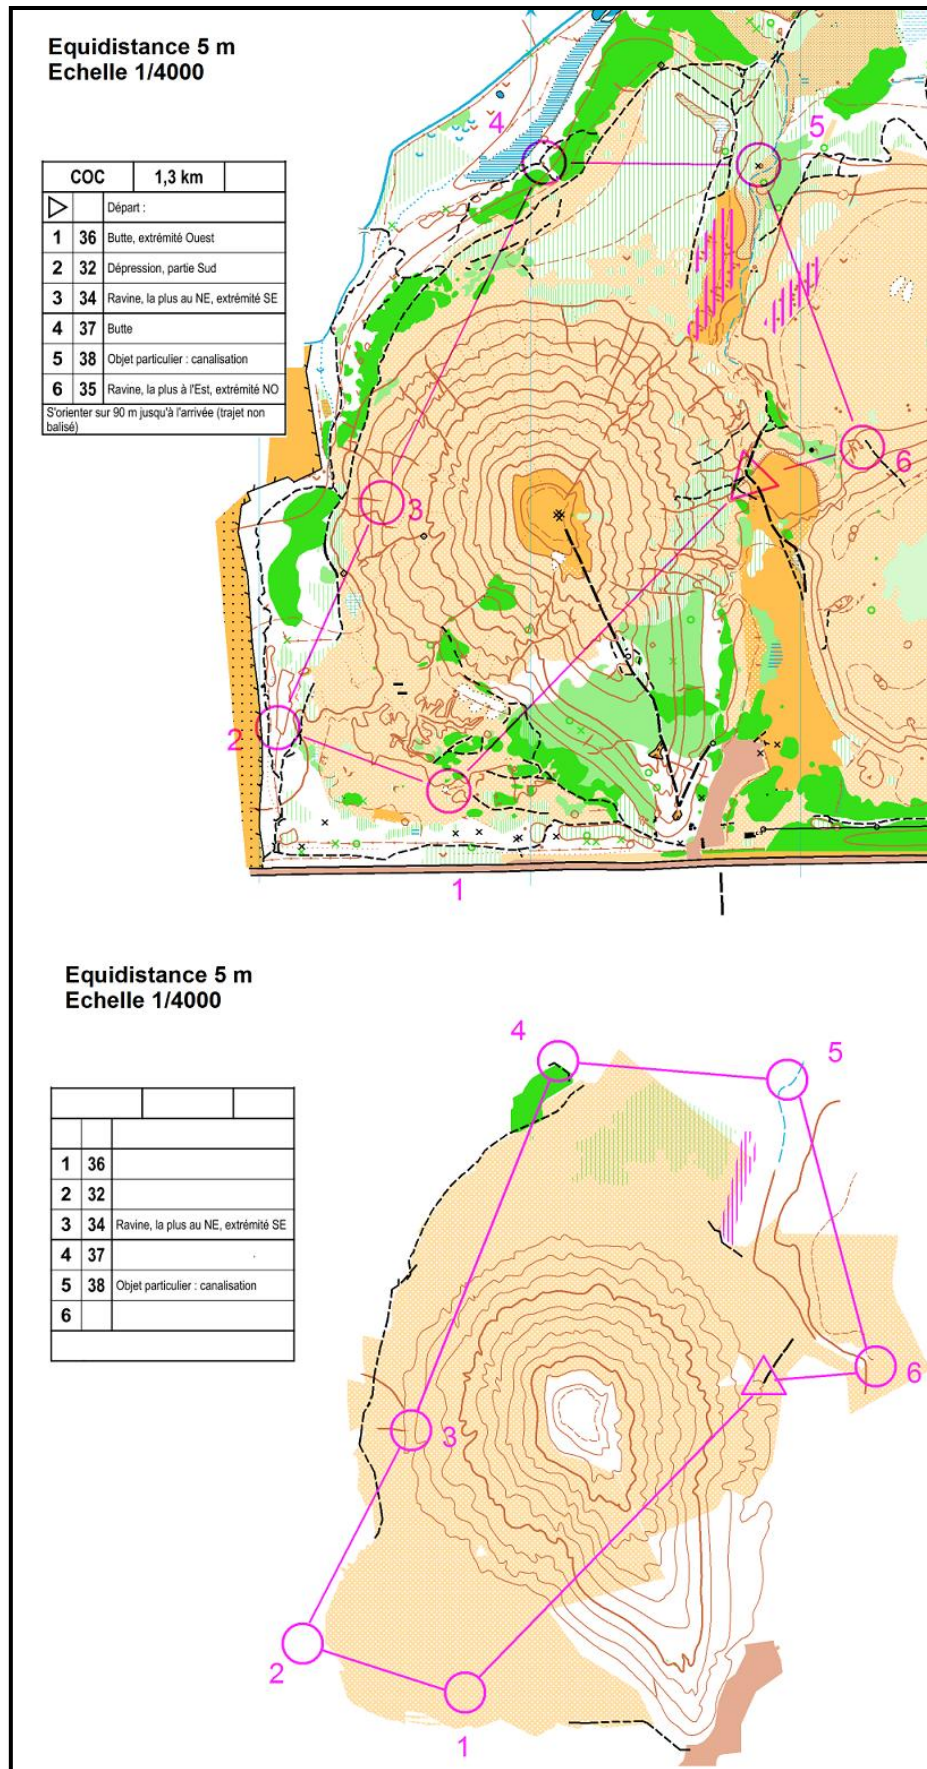 Equidistance 5 m
Echelle 1/4000
COC 1,3 km
Départ :
1 36 Butte, extrémité Ouest
2 32 Dépression, partie Sud
3 34 Ravine, la plus au NE, extrémité SE
4 37 Butte
5 38 Objet particulier : canalisation
6 35 Ravine, la plus à l'Est, extrémité NO
S'orienter sur 90 m jusqu'à l'arrivée (trajet non
balisé)
4
5
6
3
2
1
Equidistance 5 m
Echelle 1/4000
1 36
2 32
3 34 Ravine, la plus au NE, extrémité SE
4 37
5 38 Objet particulier : canalisation
6
4
5
6
3
2
1